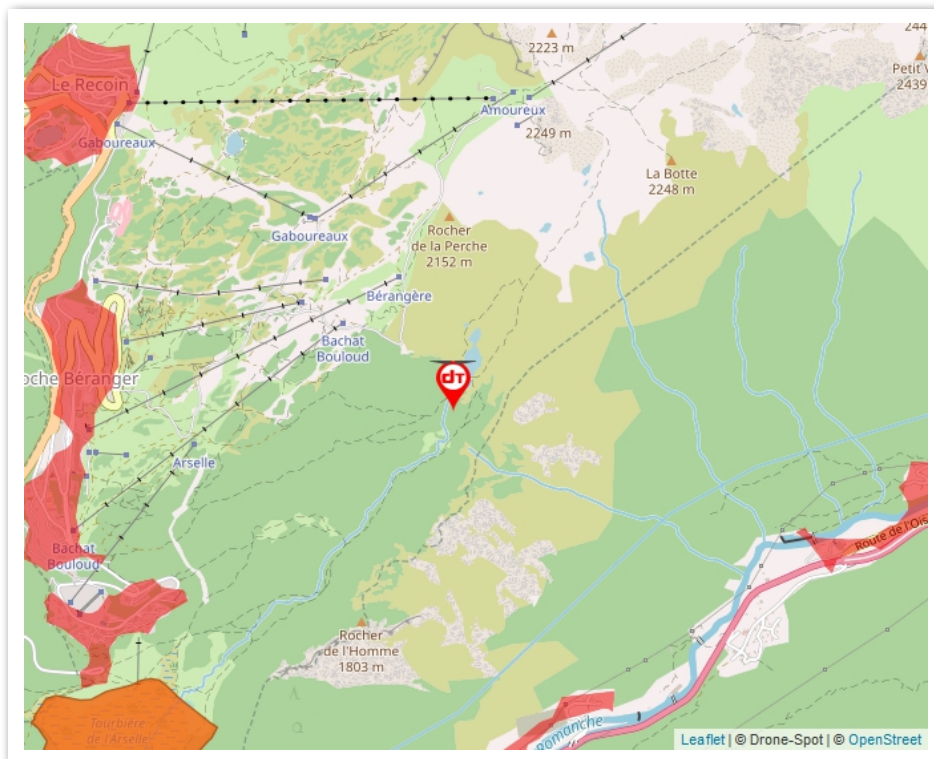 2223 m
244
Petit V
2439
Le Recoin
Amoureux
Gaboureaux
2249 m
La Botte
2248 m
Gaboureaux
Rocher
de la Perche
2152 m
Bérangère
Bachat
Bouloud
dT
oche Béranger
Arselle
Bachat
Bouloud
Route de l'Ois
Rocher
de l'Homme
1803 m
Tourbière
de l'Arselle
Romanche
Leaflet | © Drone-Spot | © OpenStreet